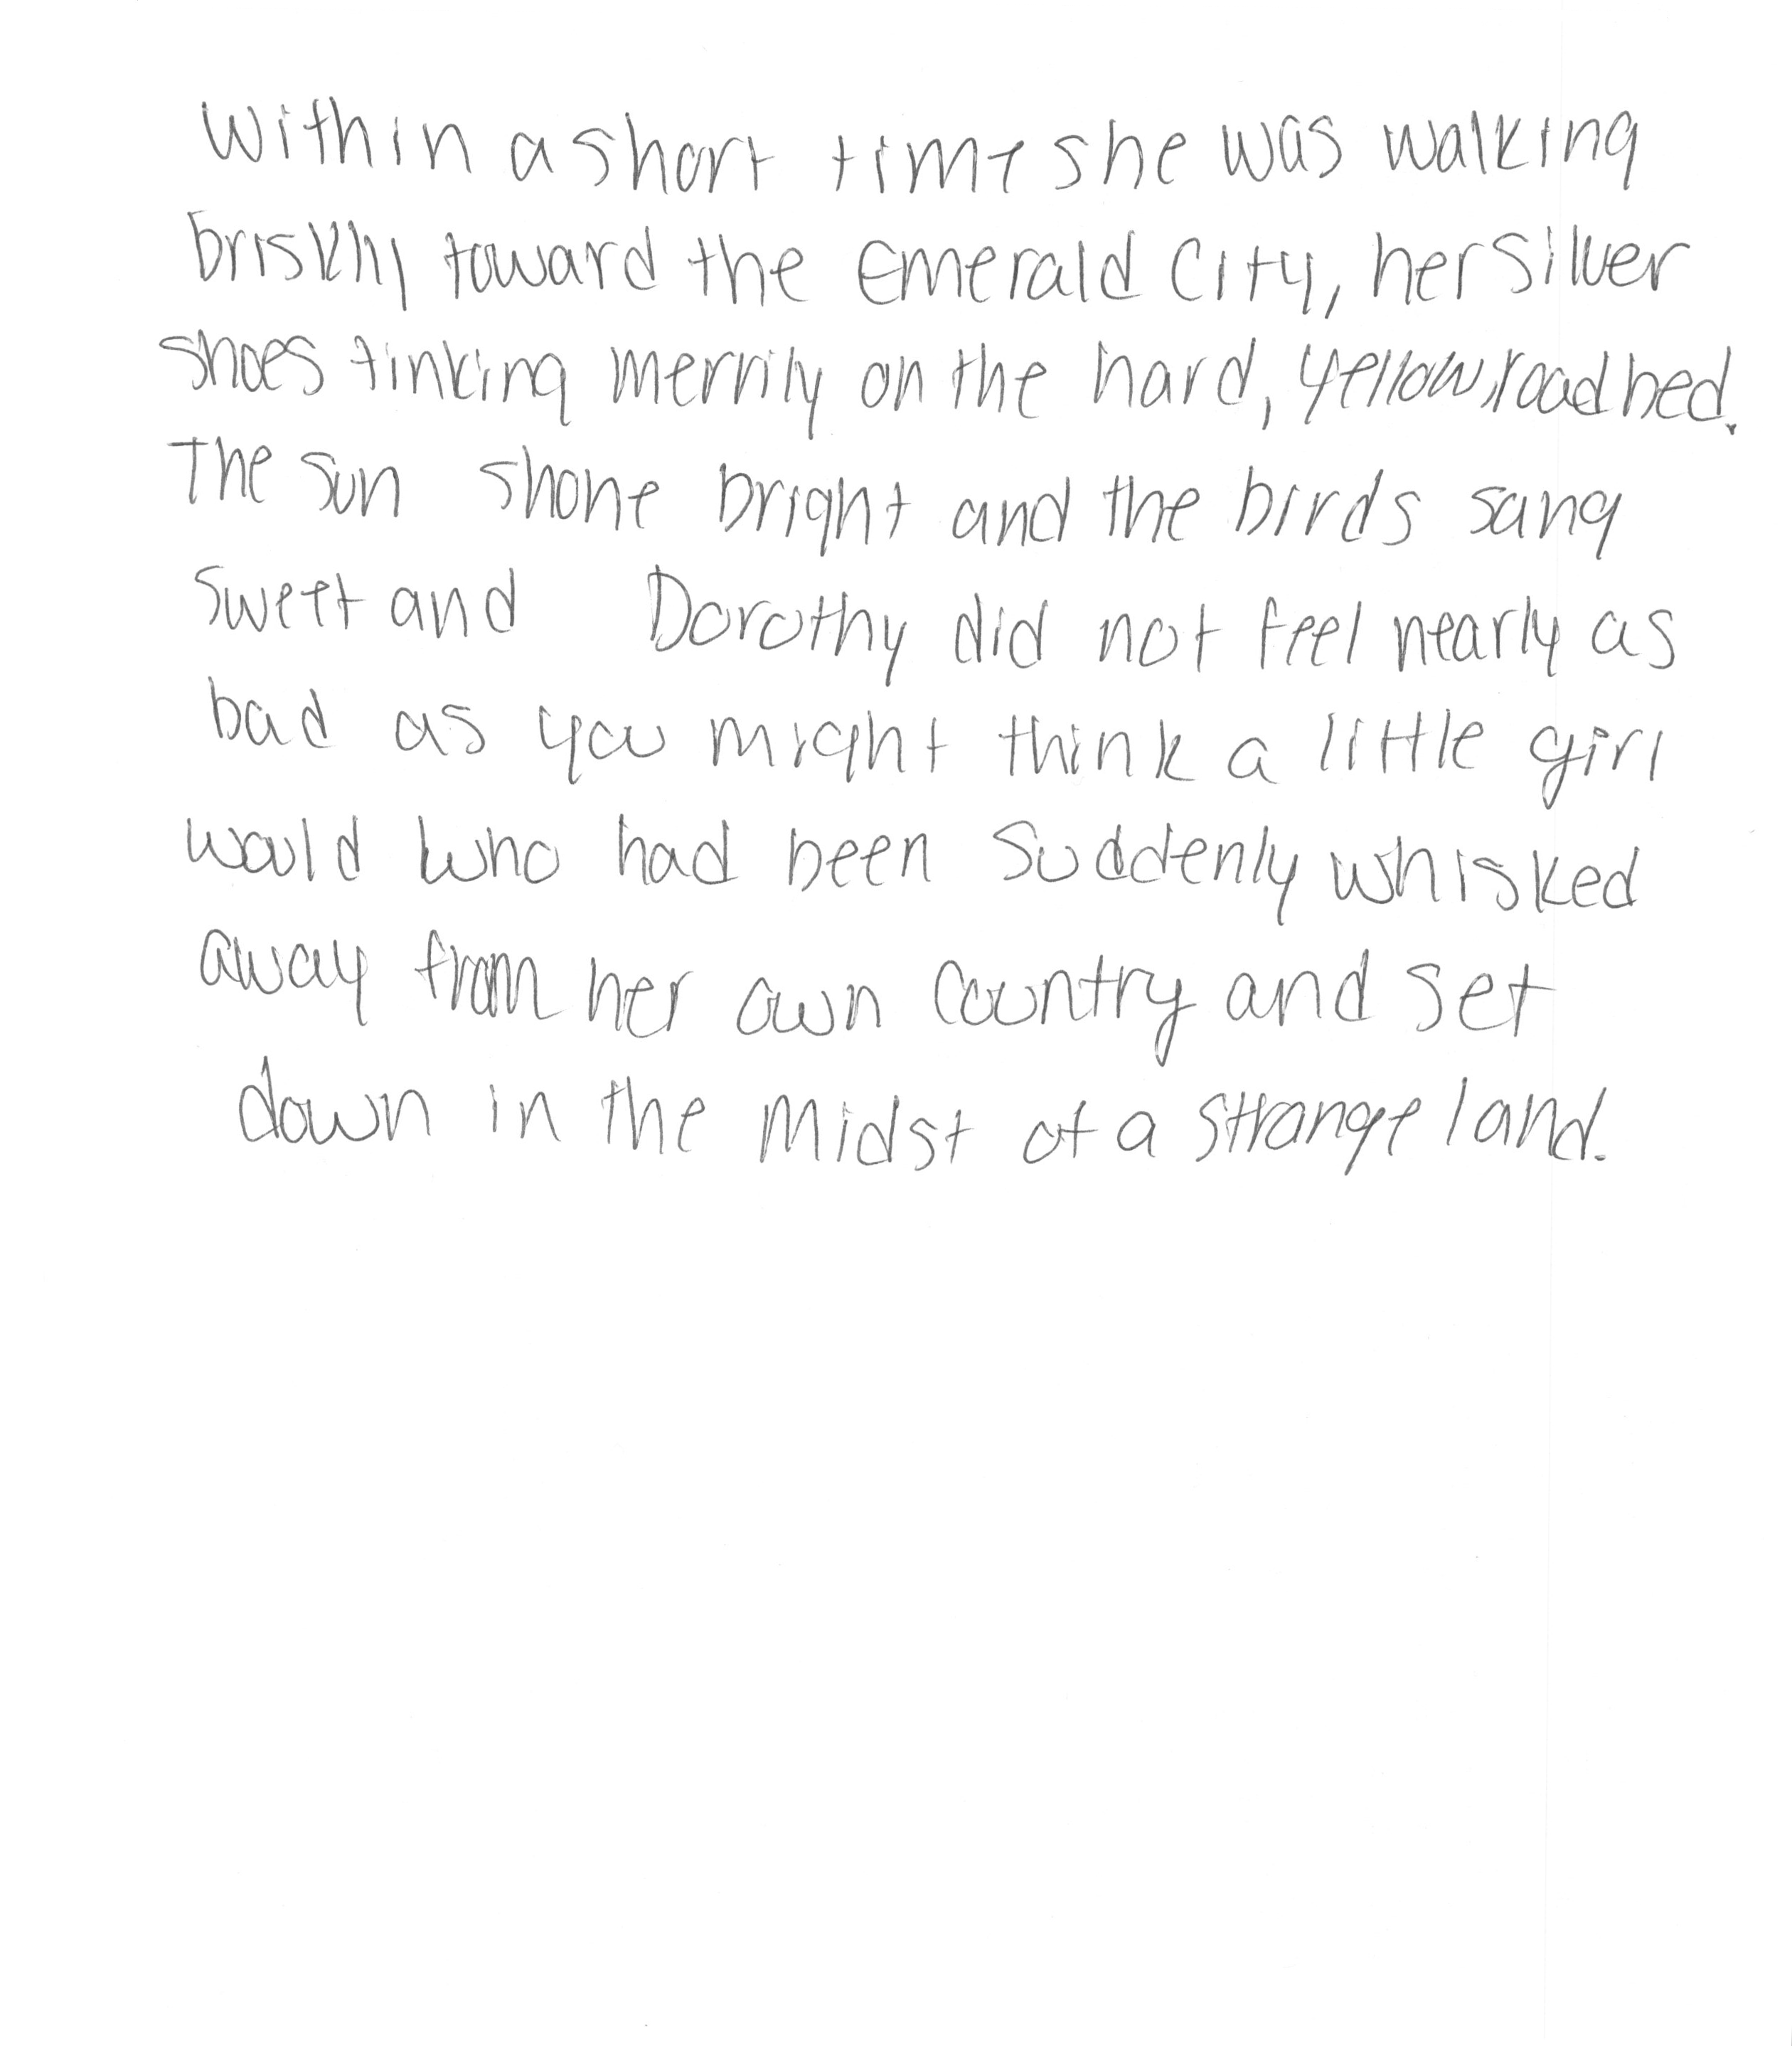 Within a short time she was walking
briskly toward the Emerald City, her silver
shoes tinking merrily on the hard, yellow roadbed.
The sun shone bright and the birds sang
sweet and Dorothy did not feel nearly as
bad as you might think a little girl
would who had been suddenly whisked
away from her own country and set
down in the midst of a strange land.